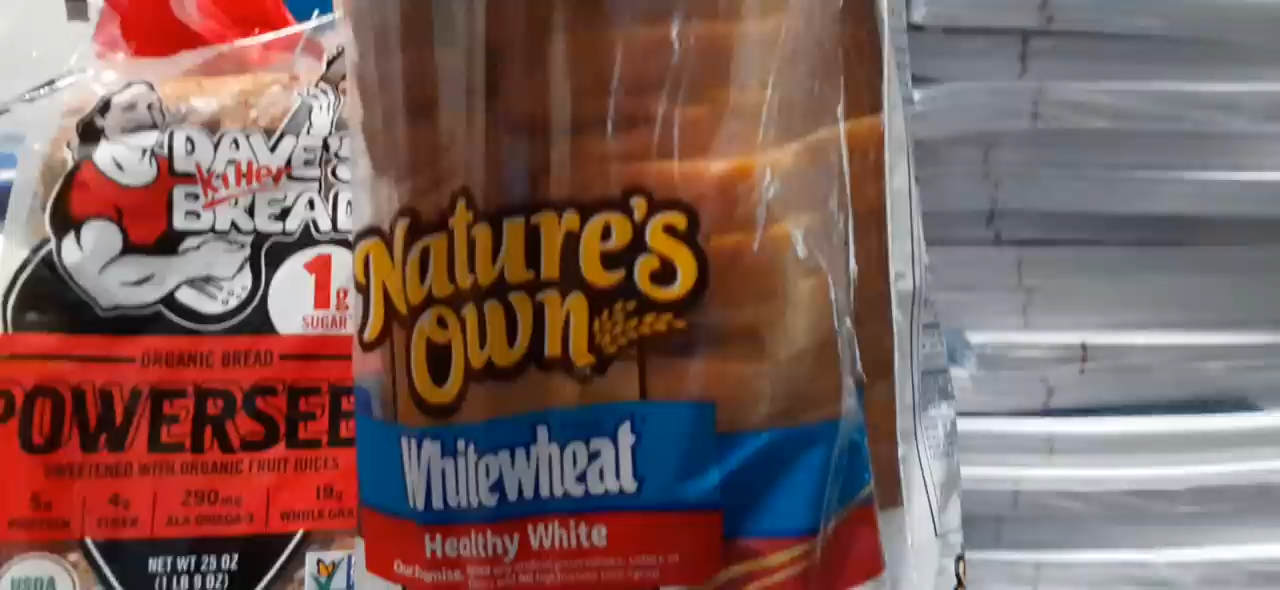 DAVE'S
killer
BREAD
1g
SUGAR
ORGANIC BREAD
POWERSEE
SWEETENED WITH ORGANIC FRUIT JUICES
5g
PROTEIN
4g
FIBER
290mg
ALA OMEGA-3
19g
WHOLE GRA
NET WT 25 OZ
(1 LB 9 OZ)
USDA
Nature's
Own
Whitewheat
Healthy White
Our promise.